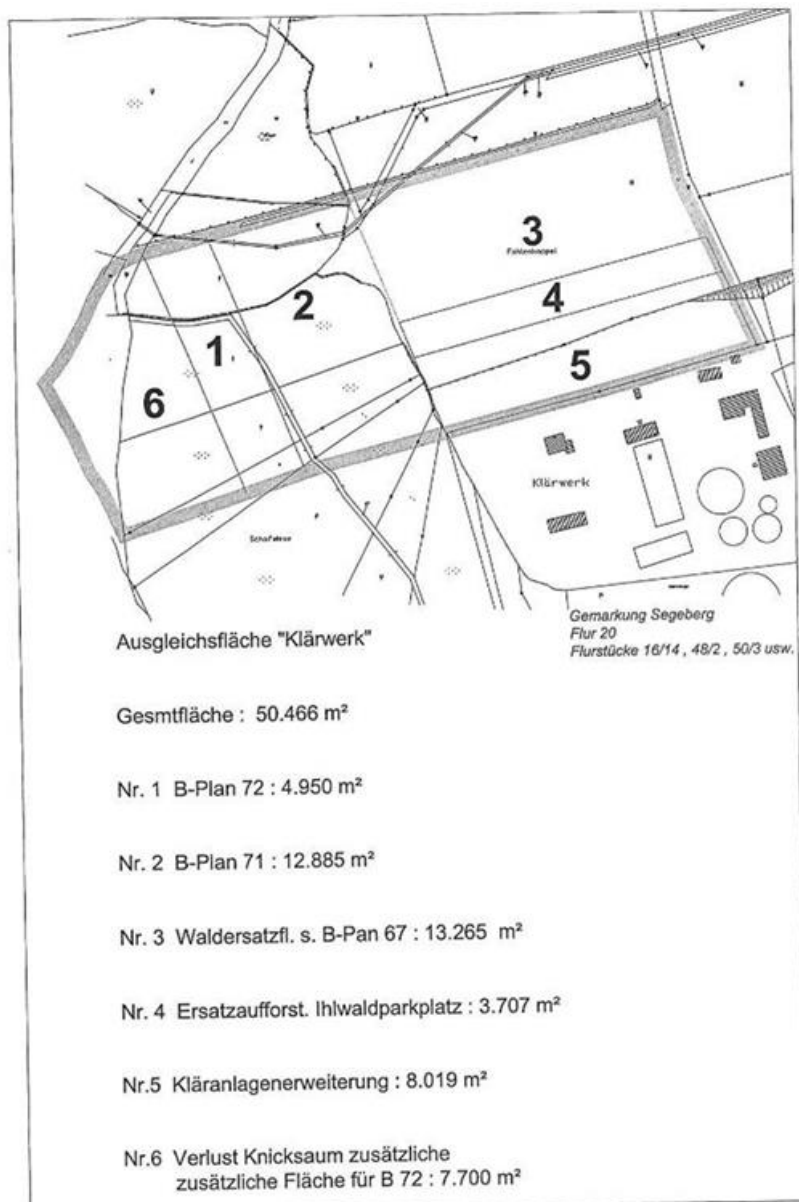 3
Fohlenkoppel
4
2
1
5
6
Klärwerk
Gemarkung Segeberg
Flur 20
Flurstücke 16/14 , 48/2 , 50/3 usw.
Ausgleichsfläche "Klärwerk"
Gesmtfläche : 50.466 m²
Nr. 1 B-Plan 72 : 4.950 m²
Nr. 2 B-Plan 71 : 12.885 m²
Nr. 3 Waldersatzfl. s. B-Pan 67 : 13.265 m²
Nr. 4 Ersatzaufforst. Ihlwaldparkplatz : 3.707 m²
Nr.5 Kläranlagenerweiterung : 8.019 m²
Nr.6 Verlust Knicksaum zusätzliche
zusätzliche Fläche für B 72 : 7.700 m²